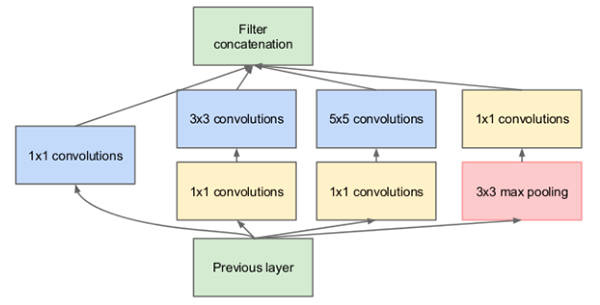 Filter
concatenation
3x3 convolutions
5x5 convolutions
1x1 convolutions
1x1 convolutions
1x1 convolutions
1x1 convolutions
3x3 max pooling
Previous layer